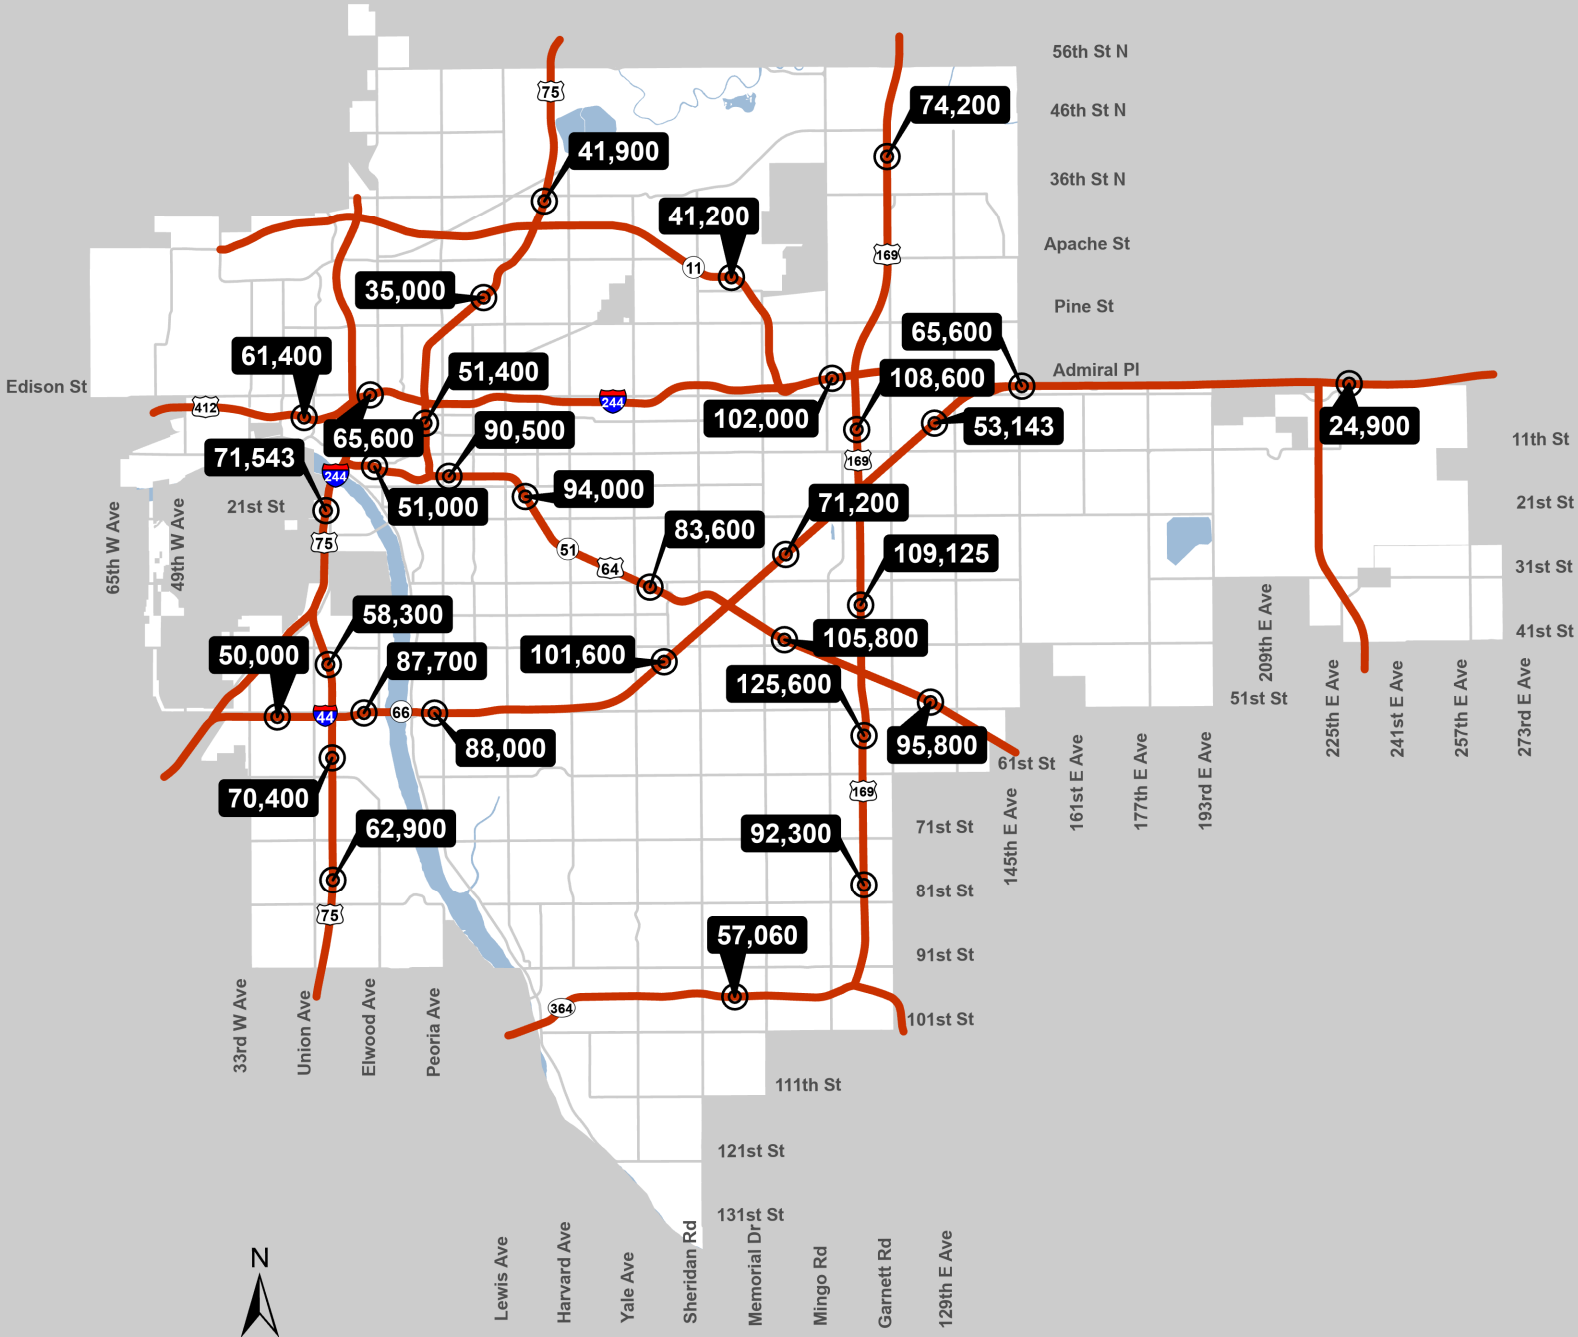 56th St N
75
74,200
46th St N
41,900
36th St N
41,200
Apache St
169
11
35,000
Pine St
65,600
61,400
Admiral Pl
51,400
108,600
Edison St
412
244
102,000
24,900
53,143
65,600
90,500
11th St
71,543
169
244
94,000
71,200
21st St
21st St
51,000
65th W Ave
49th W Ave
75
83,600
51
109,125
64
31st St
58,300
209th E Ave
41st St
50,000
101,600
105,800
87,700
125,600
51st St
44
66
225th E Ave
241st E Ave
257th E Ave
273rd E Ave
88,000
95,800
61st St
161st E Ave
177th E Ave
193rd E Ave
70,400
169
62,900
92,300
71st St
145th E Ave
81st St
75
57,060
91st St
33rd W Ave
Union Ave
Elwood Ave
Peoria Ave
364
101st St
111th St
121st St
131st St
N
Lewis Ave
Harvard Ave
Yale Ave
Sheridan Rd
Memorial Dr
Mingo Rd
Garnett Rd
129th E Ave